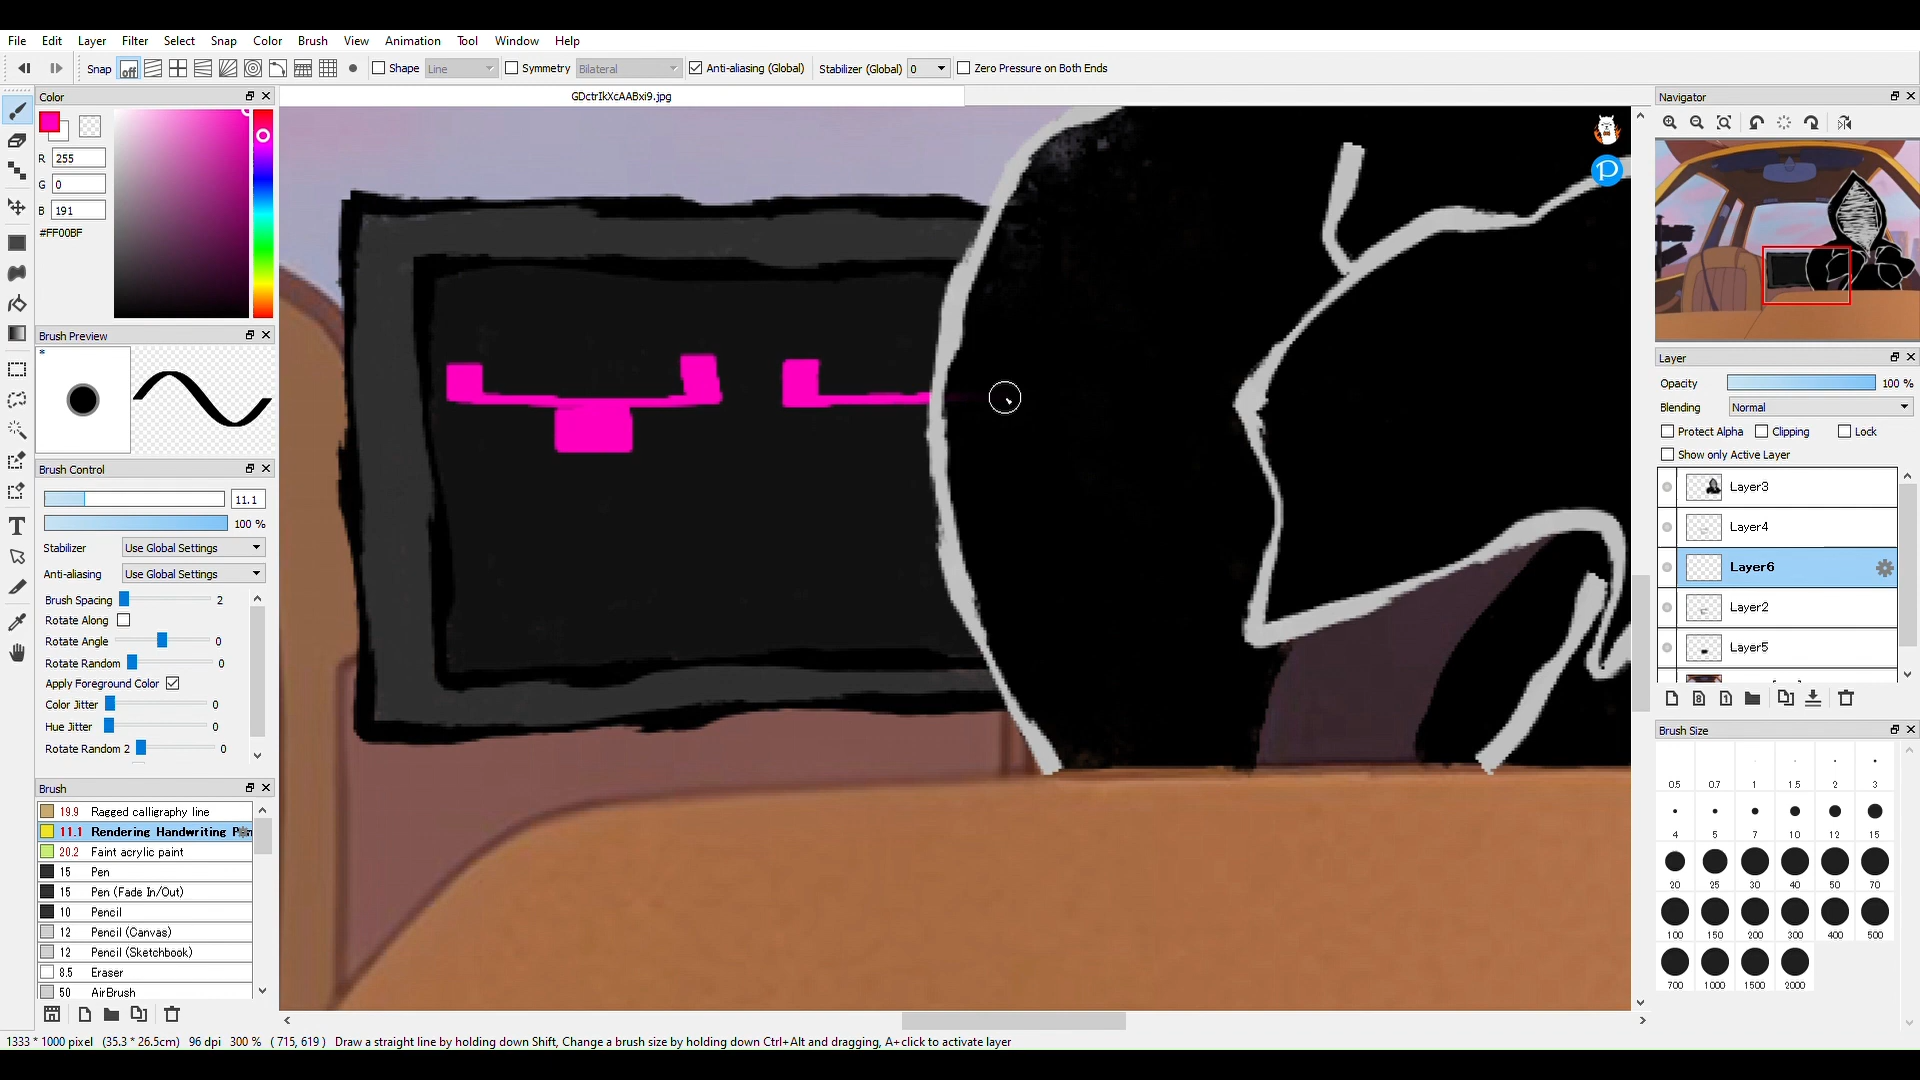 File Edit Layer Filter Select Snap Color Brush View Animation Tool Window Help
Snap off Shape Line Symmetry Bilateral Anti-aliasing (Global) Stabilizer (Global) 0 Zero Pressure on Both Ends
Color
GDctrIkXcAABxi9.jpg
Navigator
R 255
G 0
B 191
#FF00BF
Brush Preview
*
Brush Control
11.1
100 %
Stabilizer Use Global Settings
Anti-aliasing Use Global Settings
Brush Spacing 2
Rotate Along
Rotate Angle 0
Rotate Random 0
Apply Foreground Color
Color Jitter 0
Hue Jitter 0
Rotate Random 2 0
Brush
19.9 Ragged calligraphy line
11.1 Rendering Handwriting
20.2 Faint acrylic paint
15 Pen
15 Pen (Fade In/Out)
10 Pencil
12 Pencil (Canvas)
12 Pencil (Sketchbook)
8.5 Eraser
50 AirBrush
Layer
Opacity 100 %
Blending Normal
Protect Alpha Clipping Lock
Show only Active Layer
Layer3
Layer4
Layer6
Layer2
Layer5
Brush Size
0.5 0.7 1 1.5 2 3
4 5 7 10 12 15
20 25 30 40 50 70
100 150 200 300 400 500
700 1000 1500 2000
1333 * 1000 pixel (35.3 * 26.5cm) 96 dpi 300 % ( 715, 619 ) Draw a straight line by holding down Shift, Change a brush size by holding down Ctrl+Alt and dragging, A+click to activate layer